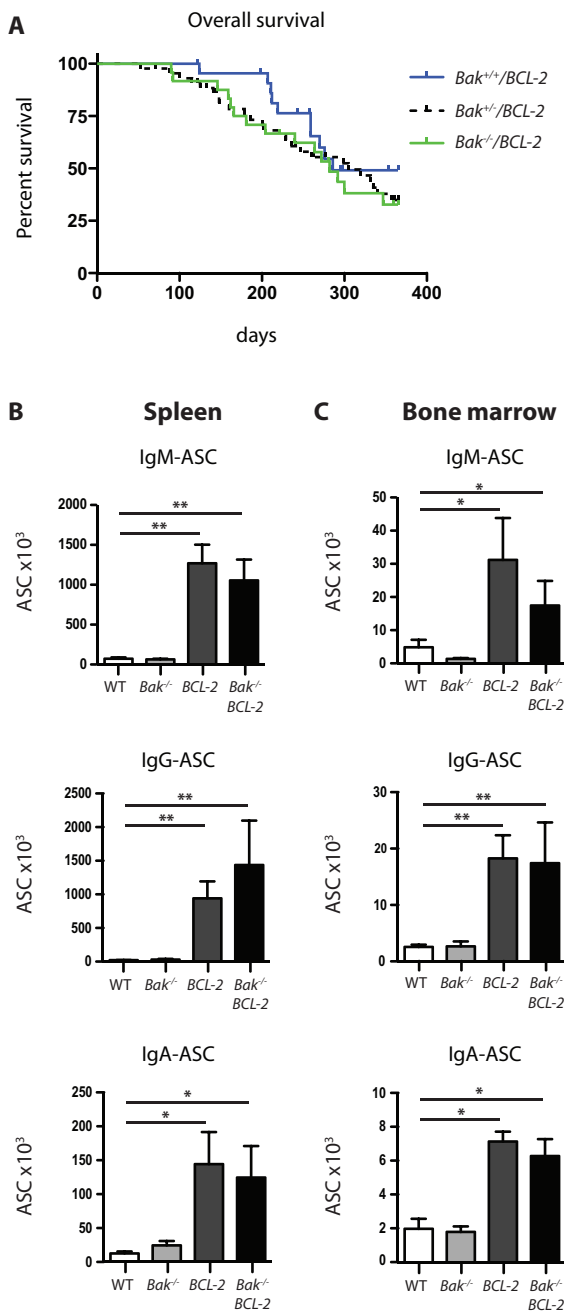 A
Overall survival
100
75
50
25
0
Percent survival
0 100 200 300 400
days
Bak+/+/BCL-2
Bak+/-/BCL-2
Bak-/-/BCL-2
B Spleen
IgM-ASC
ASC x10³
2000
1500
1000
500
0
**
**
WT Bak-/- BCL-2 Bak-/-
BCL-2
IgG-ASC
ASC x10³
2500
2000
1500
1000
500
0
**
**
WT Bak-/- BCL-2 Bak-/-
BCL-2
IgA-ASC
ASC x10³
200
150
100
50
0
*
*
WT Bak-/- BCL-2 Bak-/-
BCL-2
C Bone marrow
IgM-ASC
ASC x10³
50
40
30
20
10
0
*
*
WT Bak-/- BCL-2 Bak-/-
BCL-2
IgG-ASC
ASC x10³
30
20
10
0
**
**
WT Bak-/- BCL-2 Bak-/-
BCL-2
IgA-ASC
ASC x10³
8
6
4
2
0
*
*
WT Bak-/- BCL-2 Bak-/-
BCL-2